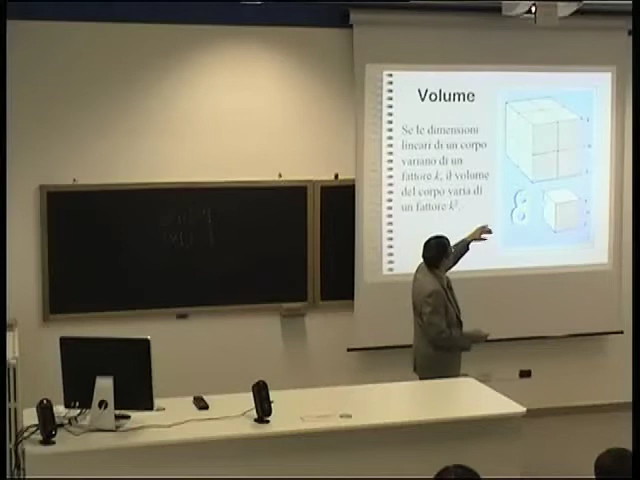 Volume
Se le dimensioni
lineari di un corpo
variano di un
fattore k, il volume
del corpo varia di
un fattore k³.
8